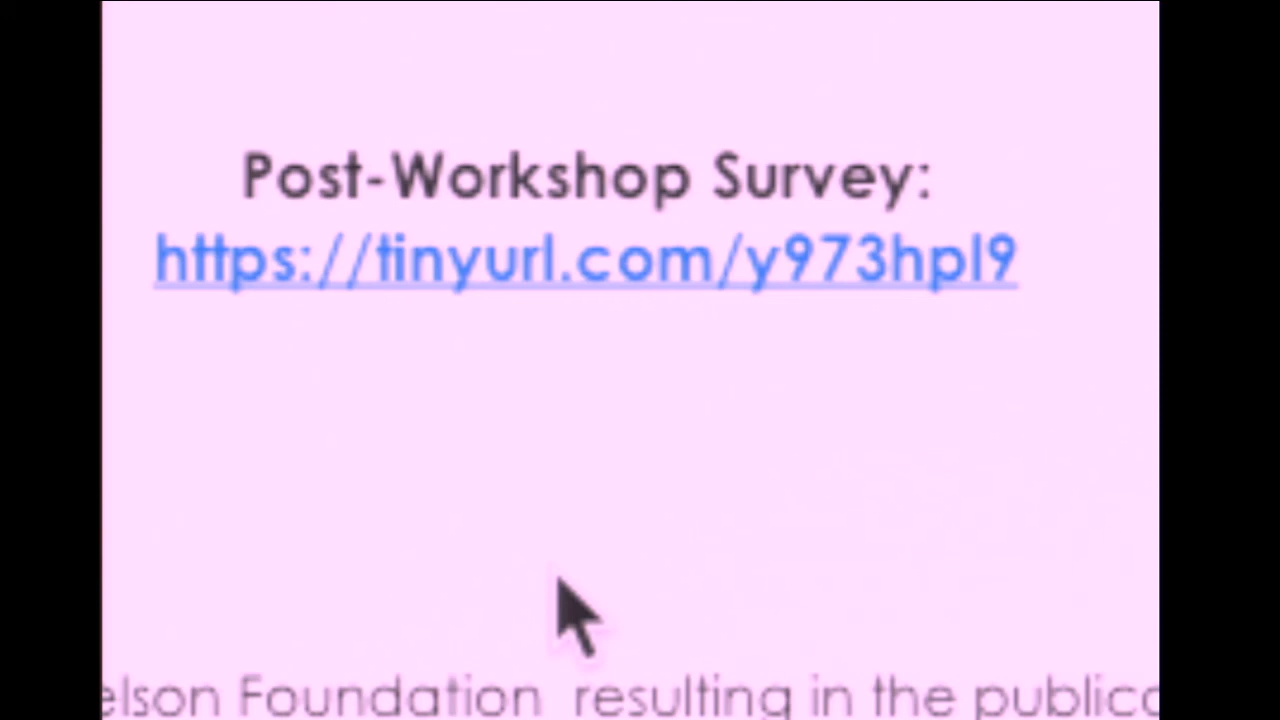 Post-Workshop Survey:
https://tinyurl.com/y973hpl9
Foundation resulting in the